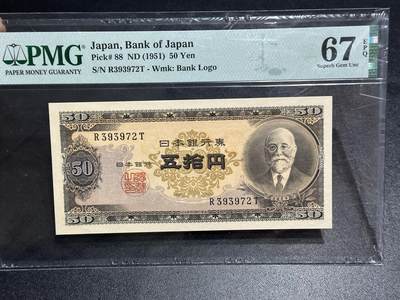 PMG
PAPER MONEY GUARANTY
Japan, Bank of Japan
Pick# 88 ND (1951) 50 Yen
S/N R393972T - Wmk: Bank Logo
67 EPQ
Superb Gem Unc
50
50
R393972T
日本銀行券
50
日本銀行
五拾円
R393972T
50
50